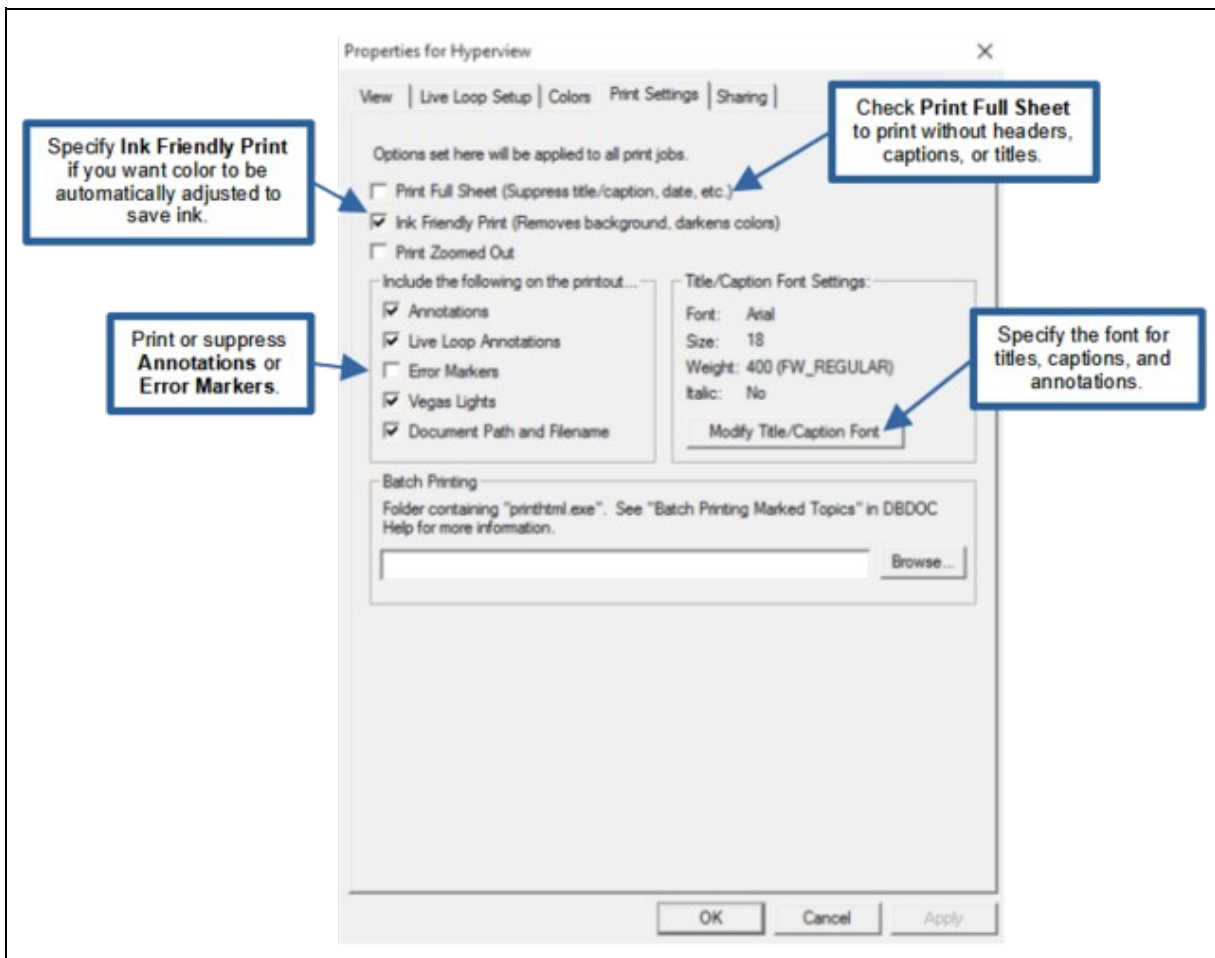 Properties for Hyperview
View Live Loop Setup Colors Print Settings Sharing
Check Print Full Sheet
to print without headers,
captions, or titles.
Specify Ink Friendly Print
if you want color to be
automatically adjusted to
save ink.
Options set here will be applied to all print jobs.
Print Full Sheet (Suppress title/caption, date, etc.)
Ink Friendly Print (Removes background, darkens colors)
Print Zoomed Out
Include the following on the printout...
Annotations
Live Loop Annotations
Error Markers
Vegas Lights
Document Path and Filename
Print or suppress
Annotations or
Error Markers.
Title/Caption Font Settings:
Font: Arial
Size: 18
Weight: 400 (FW_REGULAR)
Italic: No
Modify Title/Caption Font
Specify the font for
titles, captions, and
annotations.
Batch Printing
Folder containing "printhtml.exe". See "Batch Printing Marked Topics" in DBDOC
Help for more information.
Browse...
OK Cancel Apply